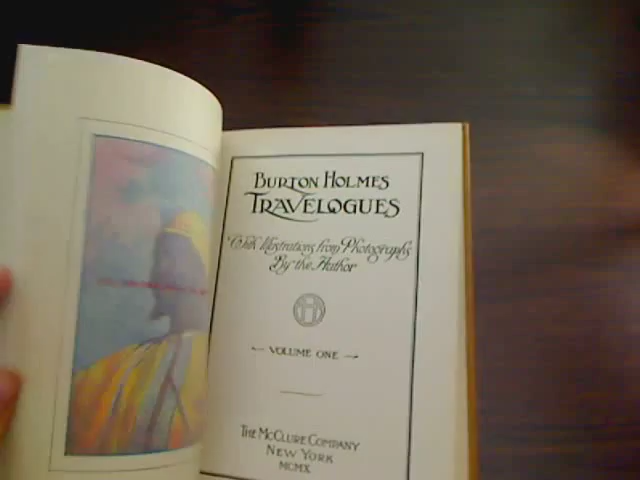 BURTON HOLMES
TRAVELOGUES
With Illustrations from Photographs
By the Author
VOLUME ONE
THE MCCLURE COMPANY
NEW YORK
MCMX